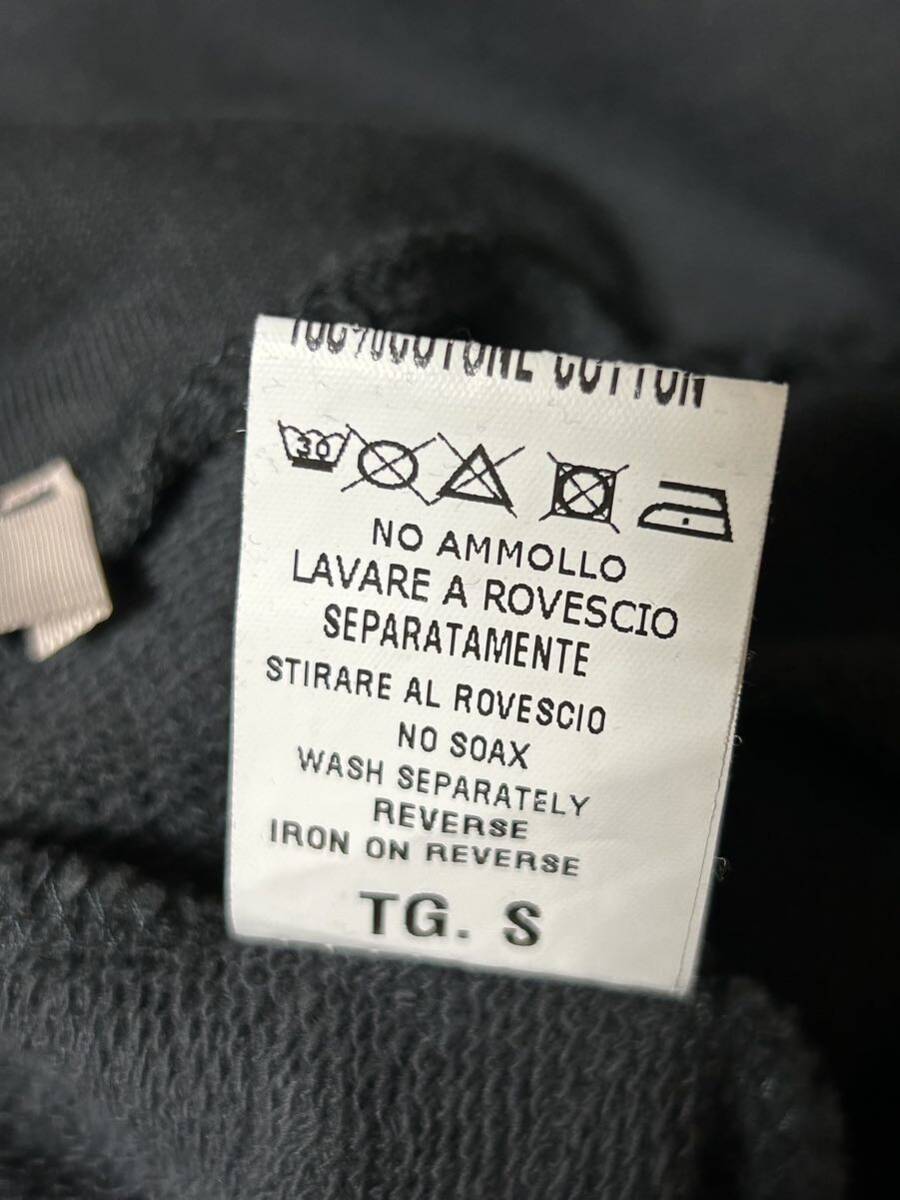 100%COTONE COTTON
30
NO AMMOLLO
LAVARE A ROVESCIO
SEPARATAMENTE
STIRARE AL ROVESCIO
NO SOAX
WASH SEPARATELY
REVERSE
IRON ON REVERSE
TG. S